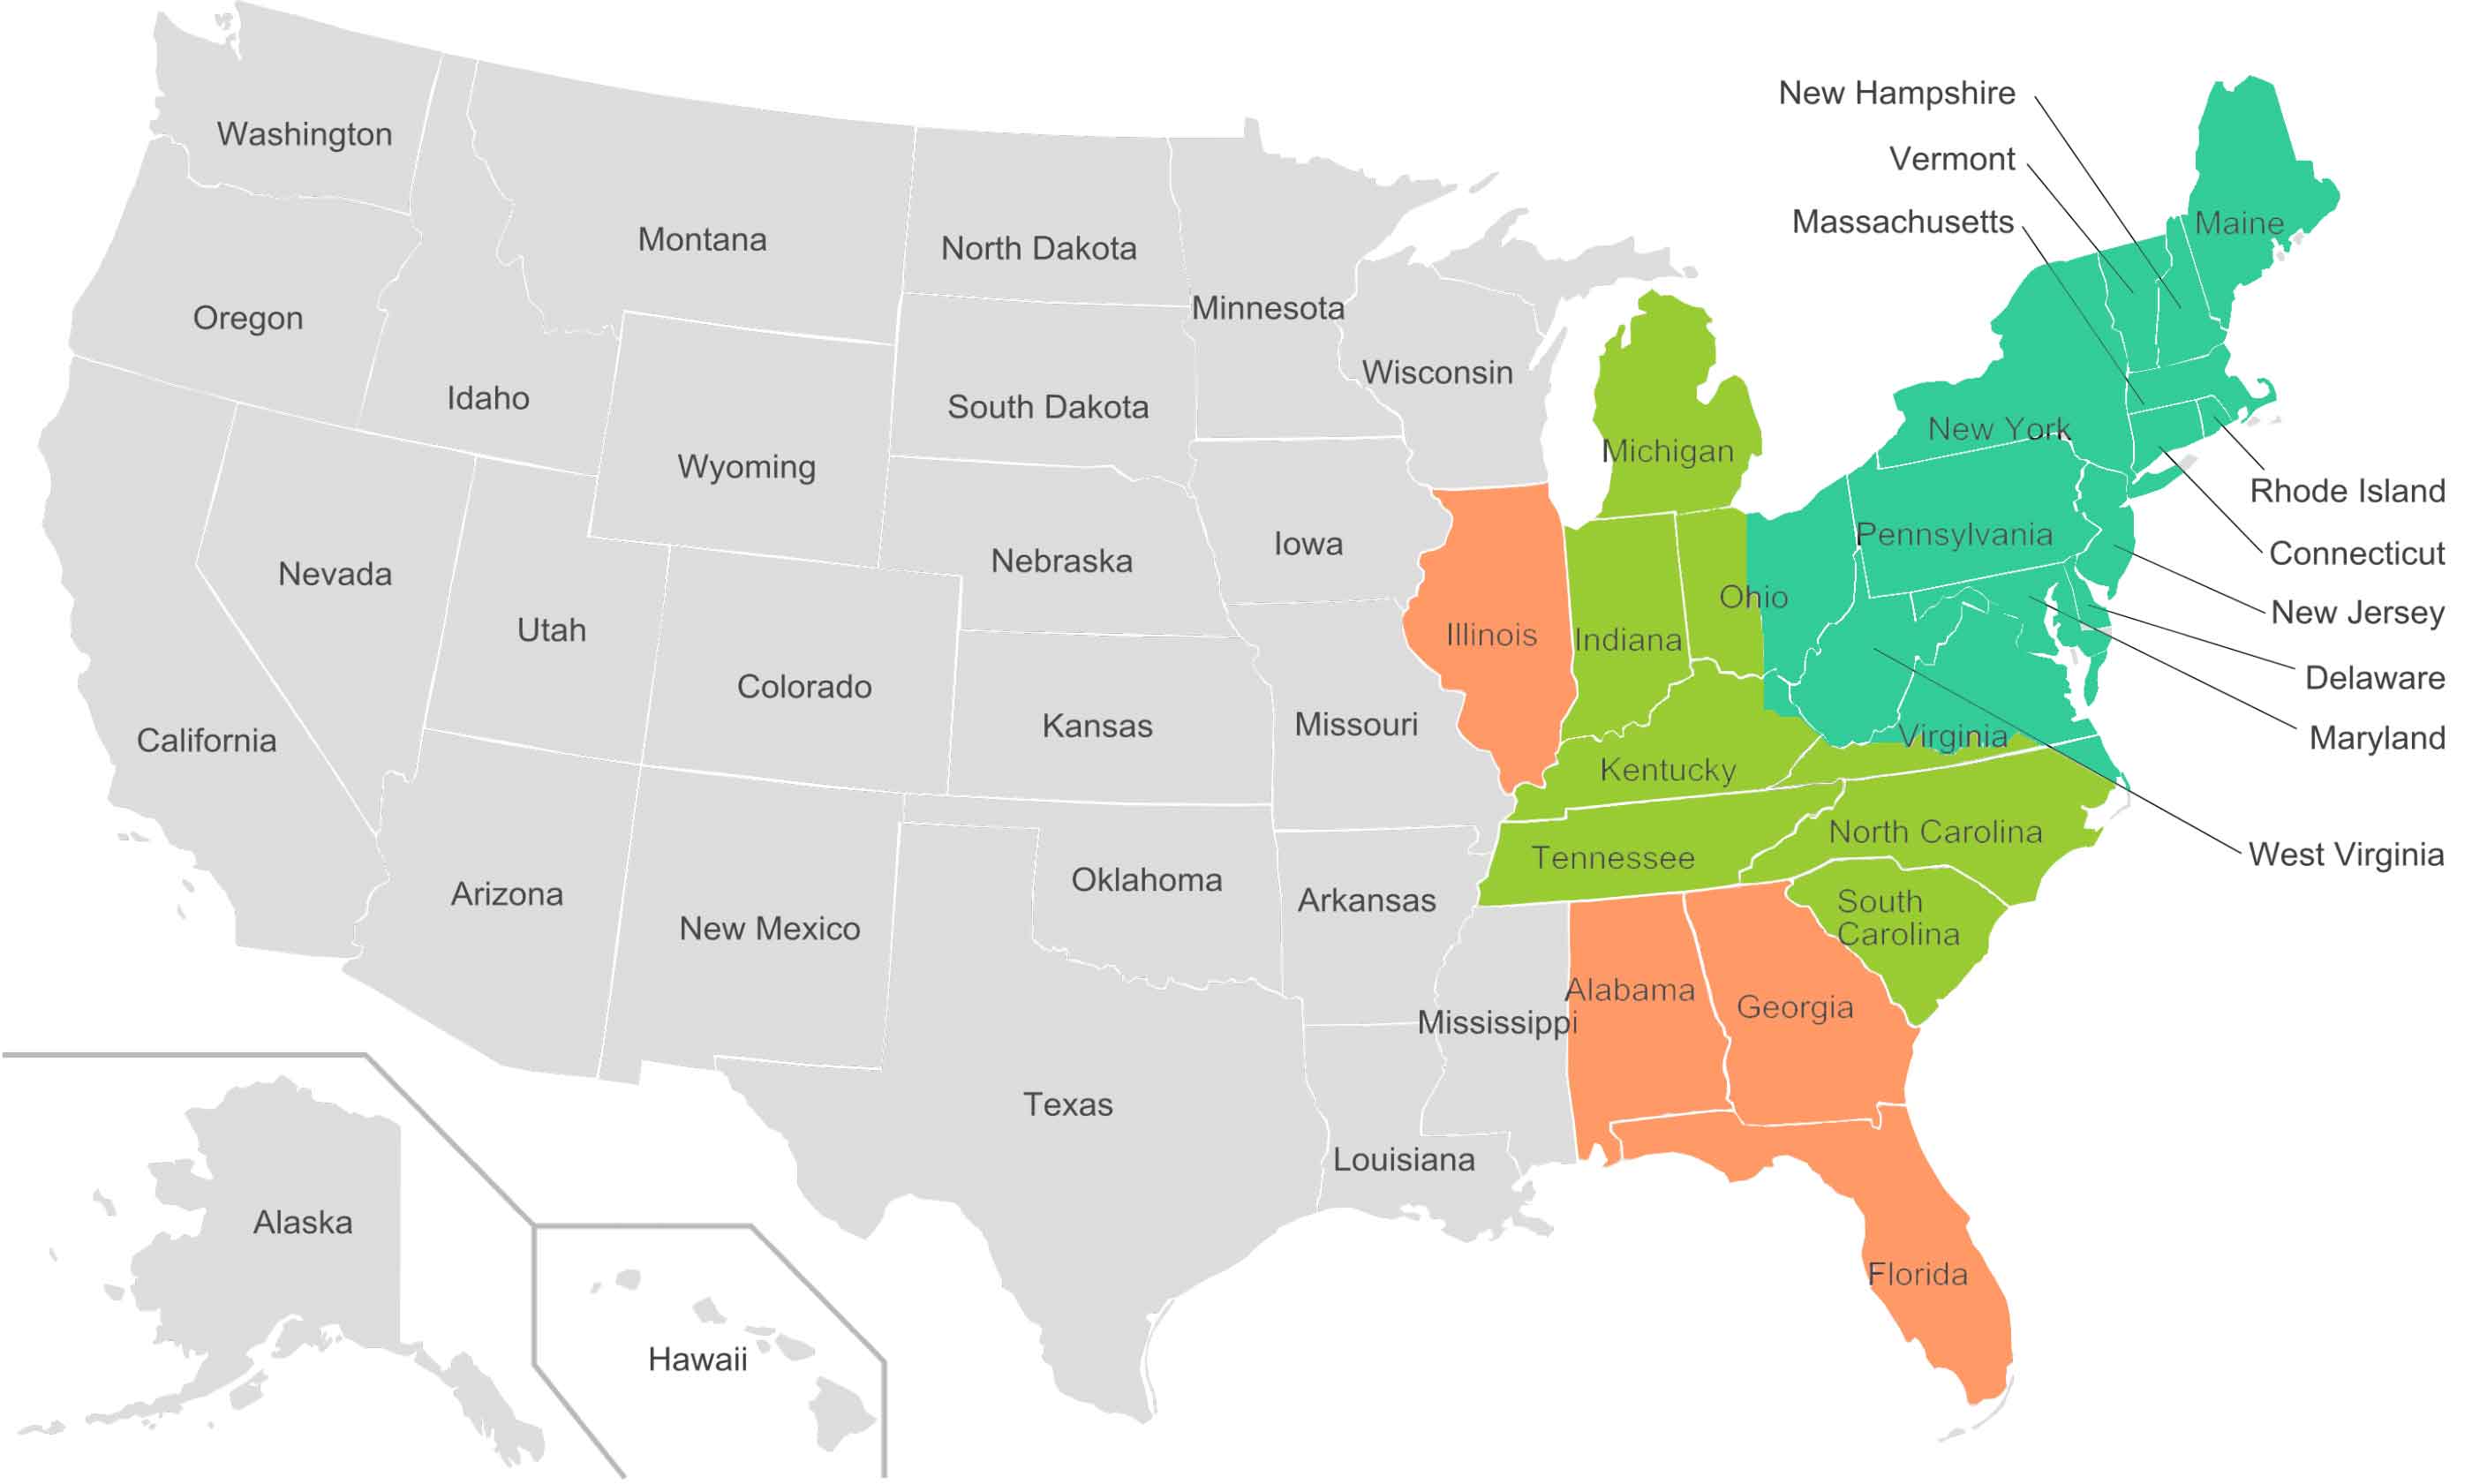 New Hampshire
Washington
Vermont
Massachusetts
Maine
Montana
North Dakota
Minnesota
Oregon
Wisconsin
Idaho
South Dakota
New York
Michigan
Wyoming
Rhode Island
Pennsylvania
Iowa
Connecticut
Nebraska
Nevada
Ohio
New Jersey
Utah
Illinois
Indiana
Delaware
Colorado
Kansas
Missouri
Virginia
Maryland
California
Kentucky
North Carolina
West Virginia
Tennessee
Oklahoma
Arizona
Arkansas
South
Carolina
New Mexico
Alabama
Georgia
Mississippi
Texas
Louisiana
Alaska
Florida
Hawaii